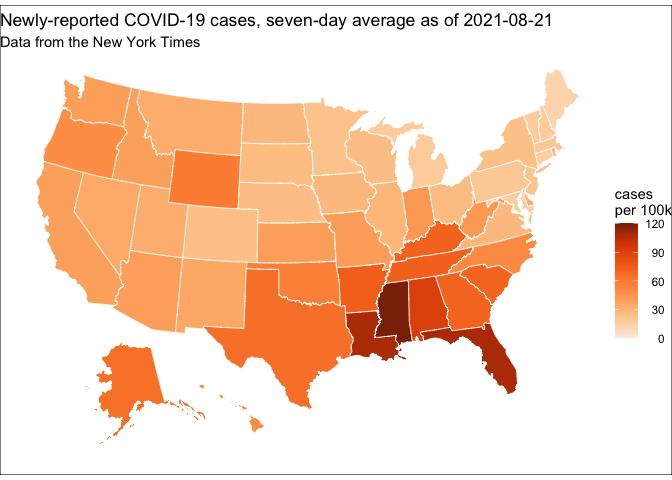 Newly-reported COVID-19 cases, seven-day average as of 2021-08-21
Data from the New York Times
cases
per 100k
120
90
60
30
0